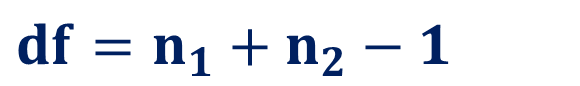 df = n₁ + n₂ − 1